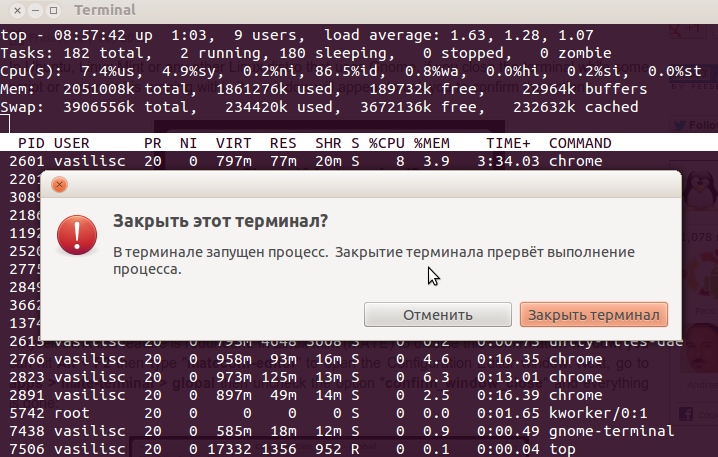 Terminal
top - 08:57:42 up  1:03,  9 users,  load average: 1.63, 1.28, 1.07
Tasks: 182 total,   2 running, 180 sleeping,   0 stopped,   0 zombie
Cpu(s):  7.4%us,  4.9%sy,  0.2%ni, 86.5%id,  0.8%wa,  0.0%hi,  0.2%si,  0.0%st
Mem:   2051008k total,  1861276k used,   189732k free,    22964k buffers
Swap:  3906556k total,   234420k used,  3672136k free,   232632k cached
PID USER      PR  NI  VIRT  RES  SHR S %CPU %MEM    TIME+  COMMAND
2601 vasilisc  20   0  797m  77m  20m S    8  3.9   3:34.03 chrome
2201
3089
Закрыть этот терминал?
2186
1192
В терминале запущен процесс. Закрытие терминала прервёт выполнение
2520
процесса.
2775
2849
3662
Отменить Закрыть терминал
1374
2615 vasilisc  20   0  793m 4648 3608 S    0  0.2   0:00.75 unity-files-dae
2766 vasilisc  20   0  958m  93m  16m S    0  4.6   0:16.35 chrome
2823 vasilisc  20   0  973m  81m  12m S    0  4.1   0:13.21 chrome
2891 vasilisc  20   0  897m  49m  14m S    0  2.5   0:16.39 chrome
5742 root      20   0     0    0    0 S    0  0.0   0:01.65 kworker/0:1
7438 vasilisc  20   0  585m  18m  12m S    0  0.9   0:00.49 gnome-terminal
7506 vasilisc  20   0 17332 1356  952 R    0  0.1   0:00.04 top